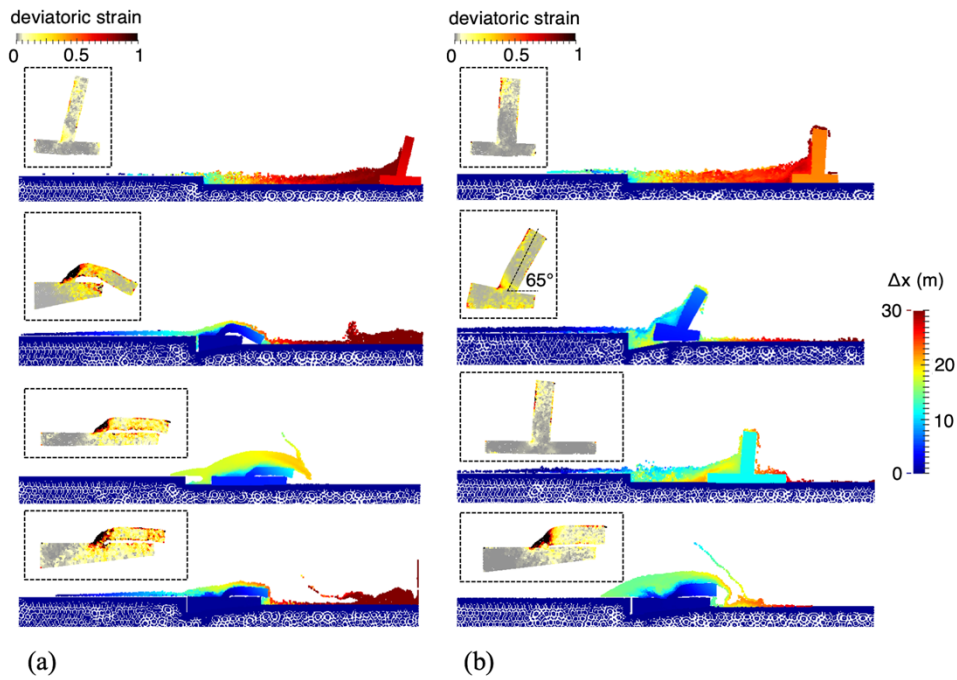 deviatoric strain
0 0.5 1
deviatoric strain
0 0.5 1
65°
Δx (m)
30
20
10
0
(a)
(b)